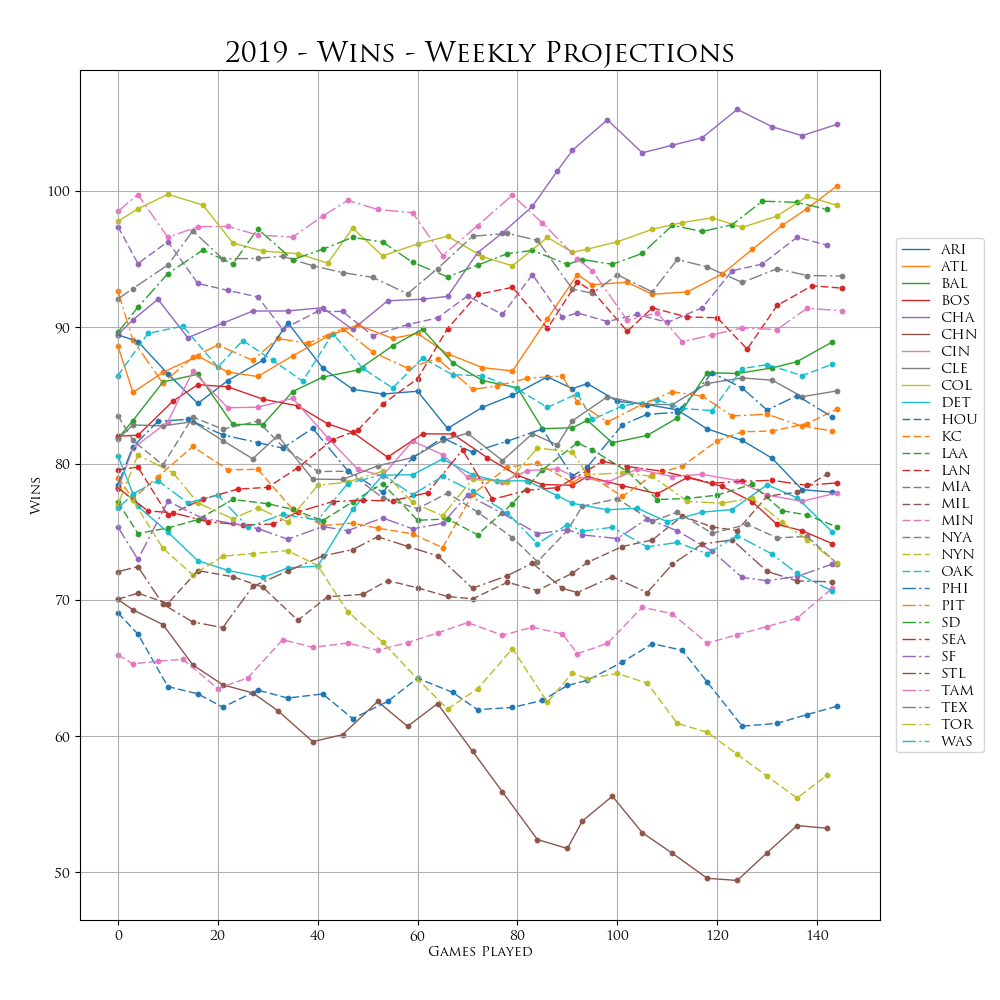 2019 - Wins - Weekly Projections
100
90
80
70
60
50
Wins
0 20 40 60 80 100 120 140
Games Played
ARI
ATL
BAL
BOS
CHA
CHN
CIN
CLE
COL
DET
HOU
KC
LAA
LAN
MIA
MIL
MIN
NYA
NYN
OAK
PHI
PIT
SD
SEA
SF
STL
TAM
TEX
TOR
WAS